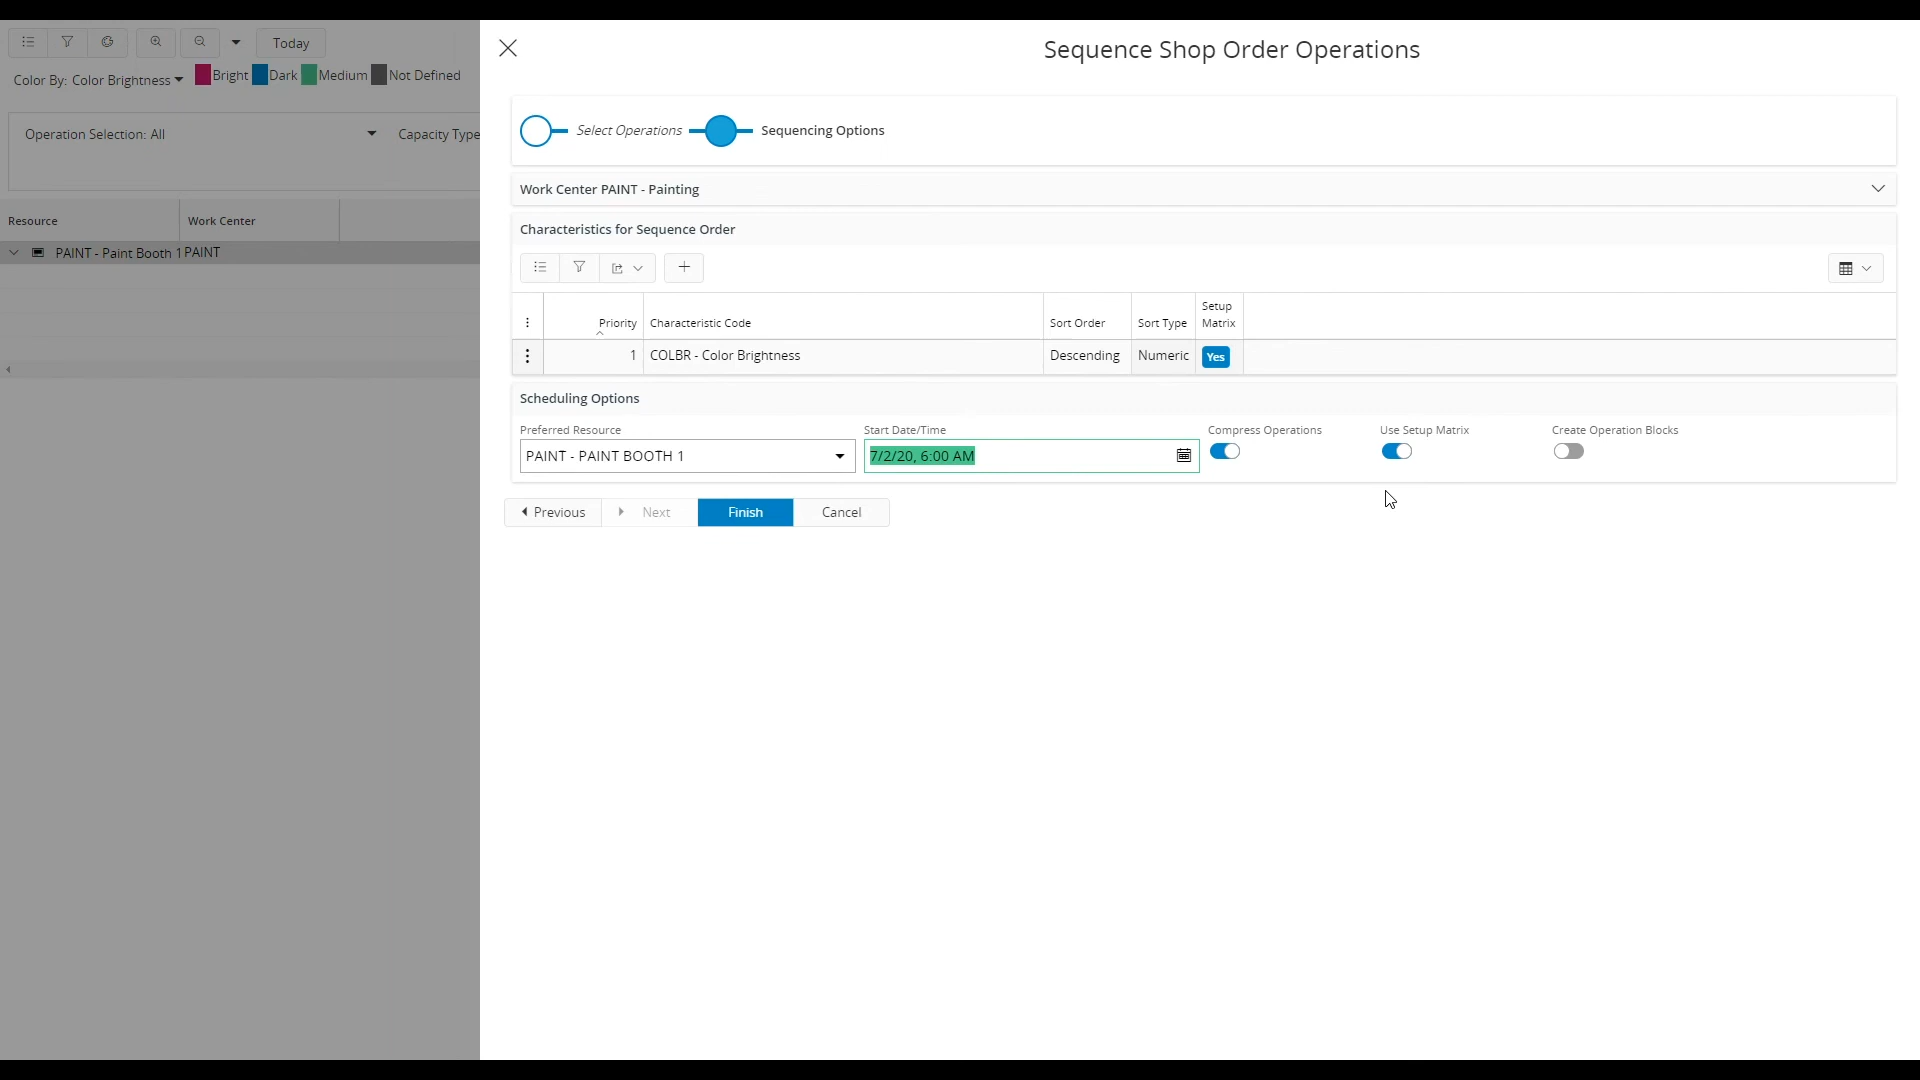 Today
Color By: Color Brightness
Bright
Dark
Medium
Not Defined
Operation Selection: All
Capacity Type
Resource
Work Center
PAINT - Paint Booth 1
PAINT
Sequence Shop Order Operations
Select Operations
Sequencing Options
Work Center PAINT - Painting
Characteristics for Sequence Order
Priority
Characteristic Code
Sort Order
Sort Type
Setup
Matrix
1
COLBR - Color Brightness
Descending
Numeric
Yes
Scheduling Options
Preferred Resource
Start Date/Time
Compress Operations
Use Setup Matrix
Create Operation Blocks
PAINT - PAINT BOOTH 1
7/2/20, 6:00 AM
Previous
Next
Finish
Cancel